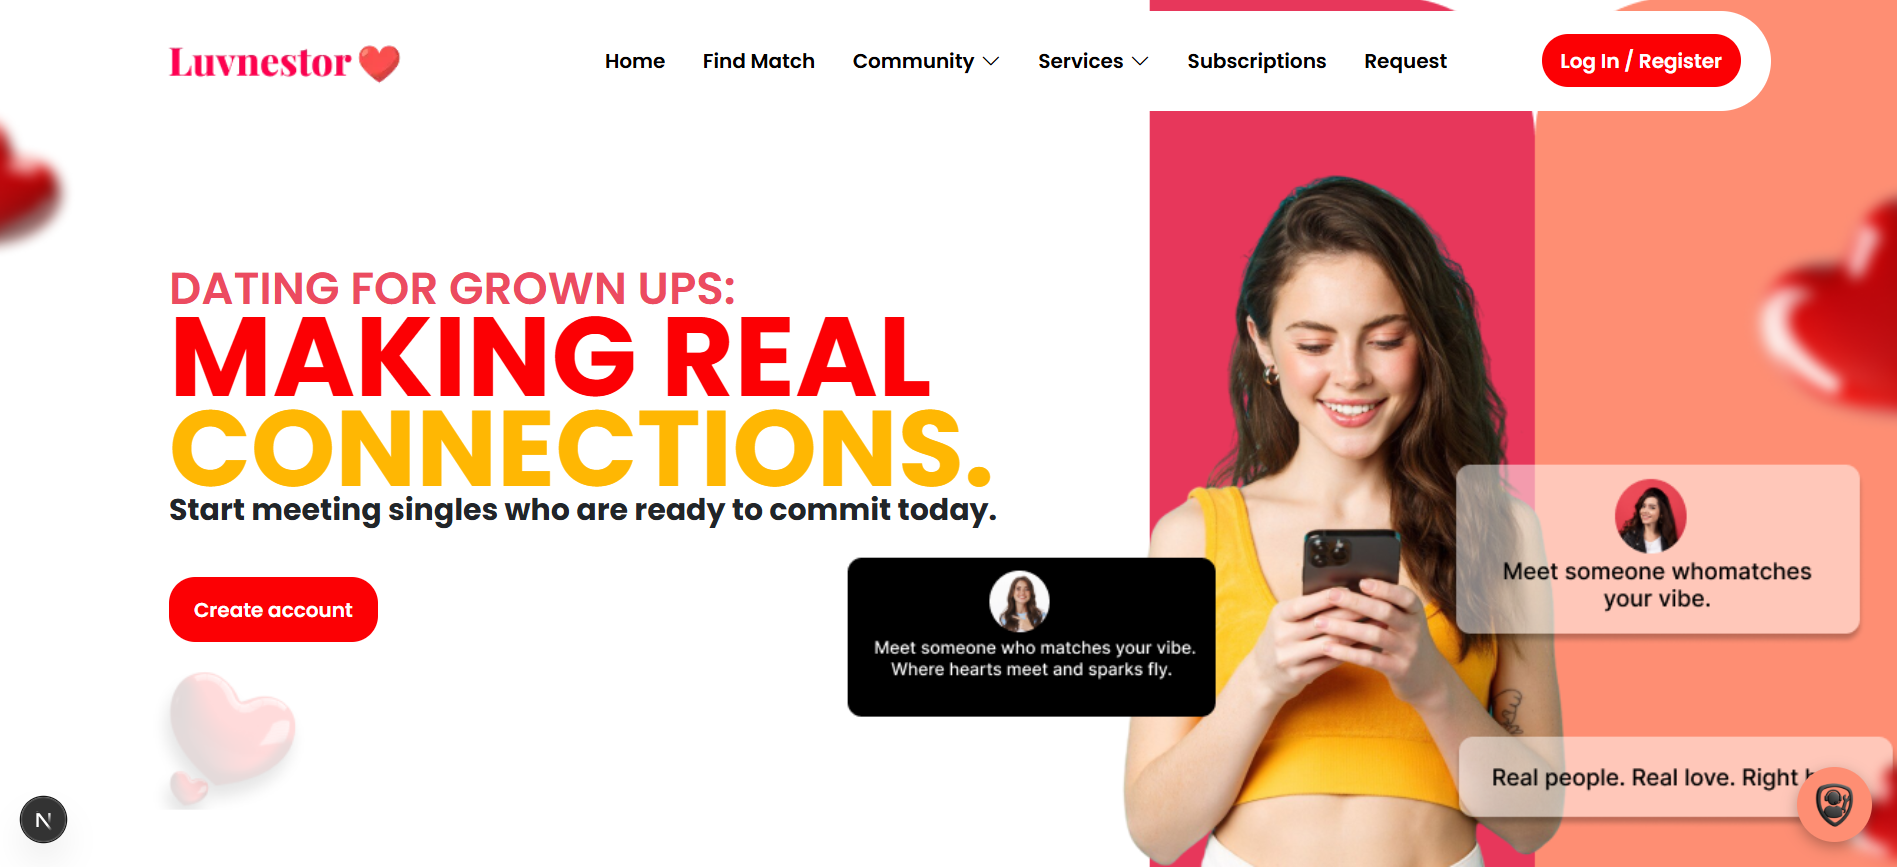 Luvnestor
Home
Find Match
Community
Services
Subscriptions
Request
Log In / Register
DATING FOR GROWN UPS:
MAKING REAL
CONNECTIONS.
Start meeting singles who are ready to commit today.
Create account
Meet someone who matches your vibe.
Where hearts meet and sparks fly.
Meet someone whomatches
your vibe.
Real people. Real love. Right
N